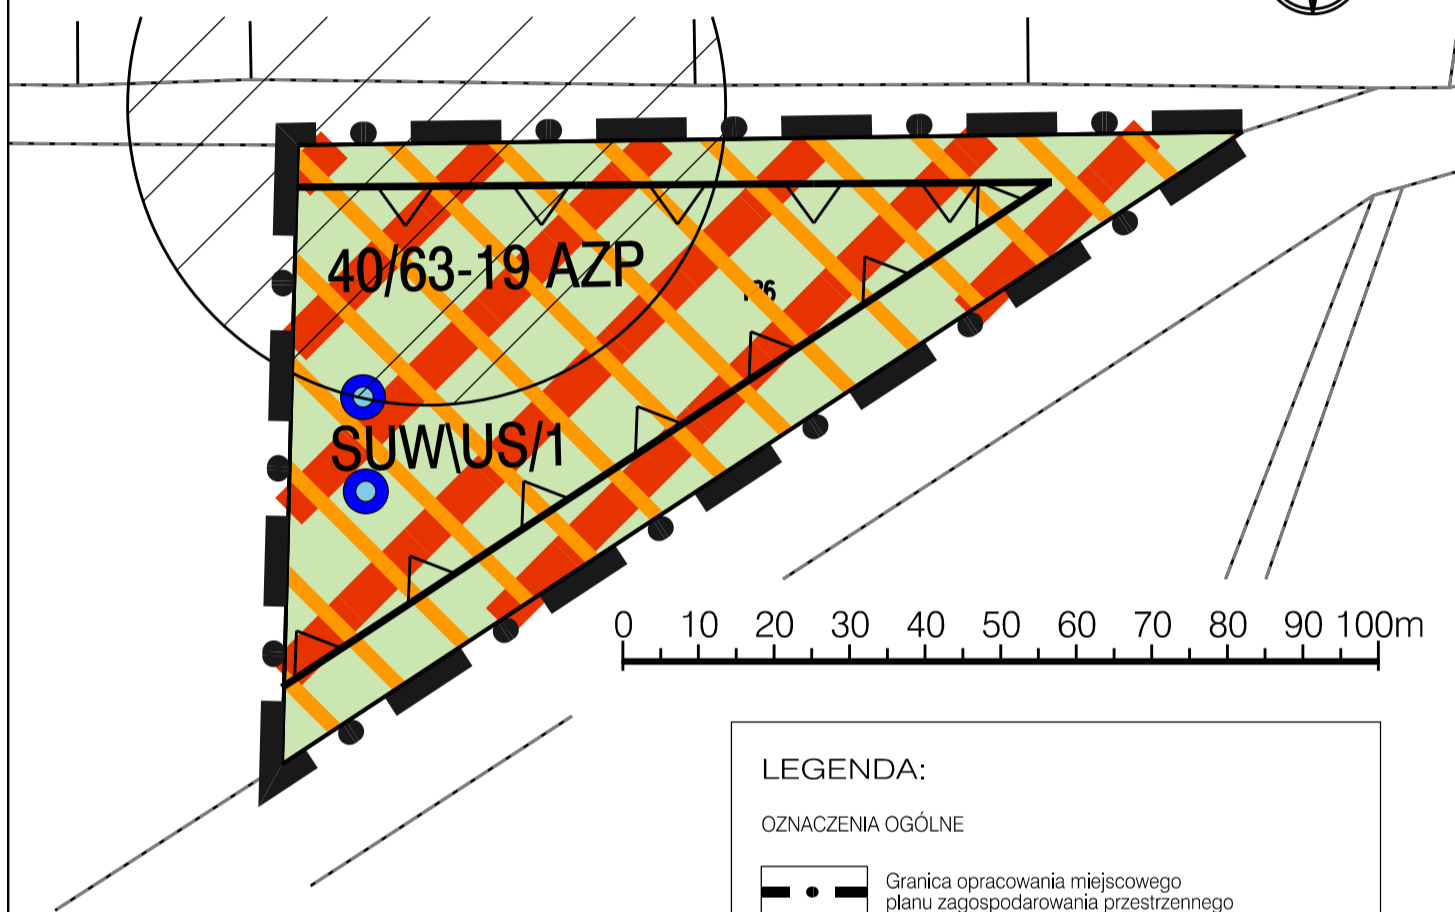 40/63-19 AZP
SUW\US/1
0 10 20 30 40 50 60 70 80 90 100m
LEGENDA:
OZNACZENIA OGÓLNE
Granica opracowania miejscowego
planu zagospodarowania przestrzennego